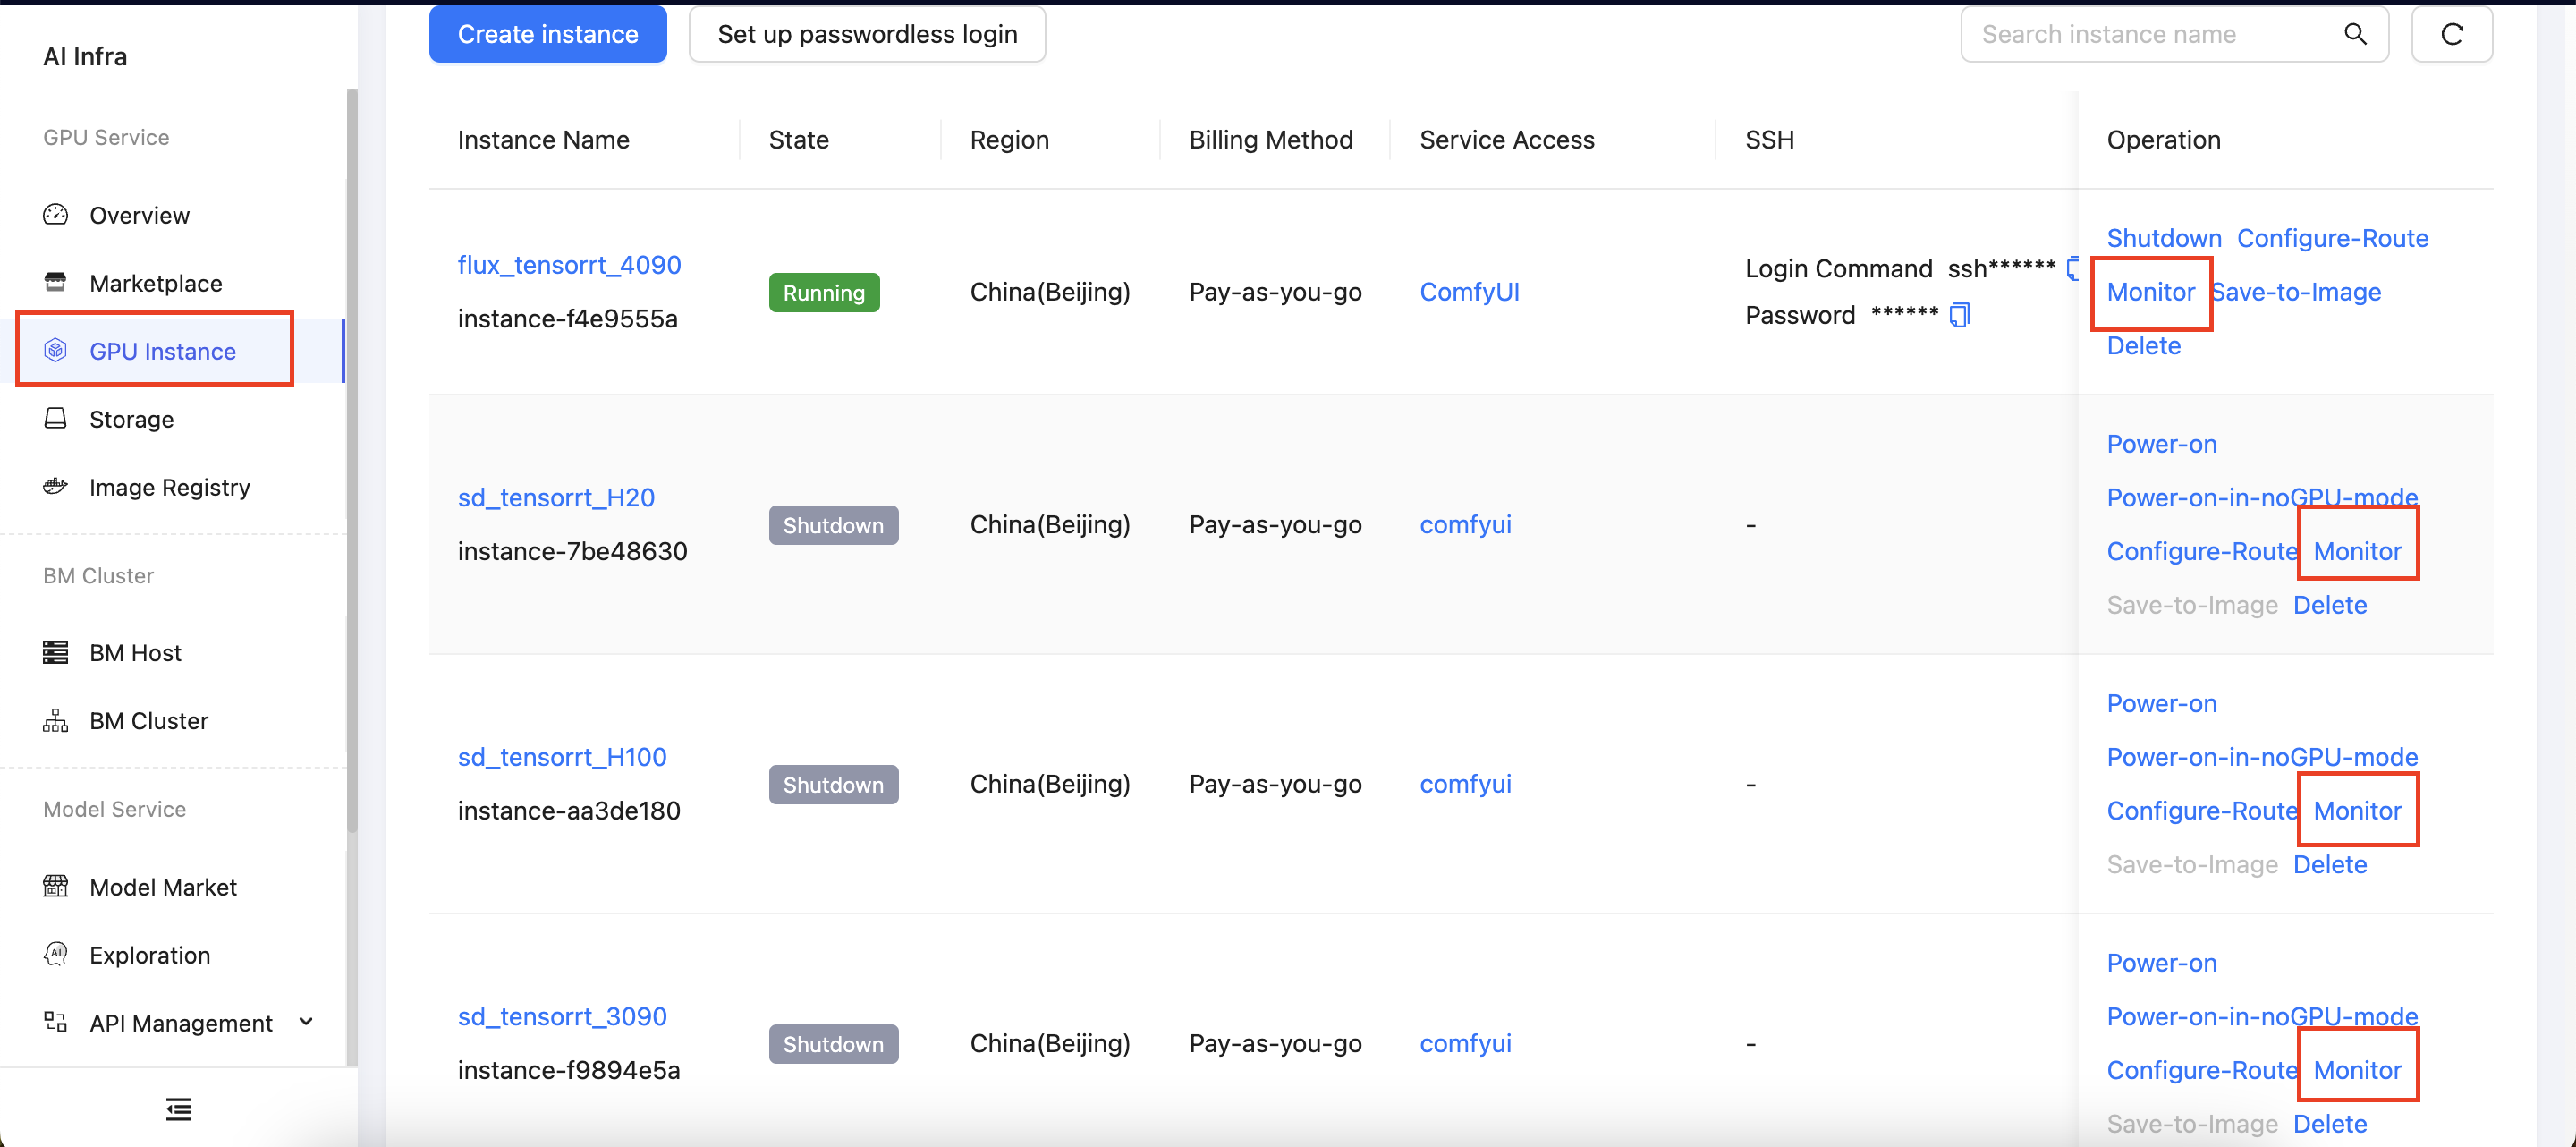 AI Infra
GPU Service
Overview
Marketplace
GPU Instance
Storage
Image Registry
BM Cluster
BM Host
BM Cluster
Model Service
Model Market
AI
Exploration
API Management
Create instance
Set up passwordless login
Search instance name
Instance Name
State
Region
Billing Method
Service Access
SSH
Operation
flux_tensorrt_4090
instance-f4e9555a
Running
China(Beijing)
Pay-as-you-go
ComfyUI
Login Command ssh******
Password ******
Shutdown Configure-Route
Monitor Save-to-Image
Delete
sd_tensorrt_H20
instance-7be48630
Shutdown
China(Beijing)
Pay-as-you-go
comfyui
-
Power-on
Power-on-in-noGPU-mode
Configure-Route Monitor
Save-to-Image Delete
sd_tensorrt_H100
instance-aa3de180
Shutdown
China(Beijing)
Pay-as-you-go
comfyui
-
Power-on
Power-on-in-noGPU-mode
Configure-Route Monitor
Save-to-Image Delete
sd_tensorrt_3090
instance-f9894e5a
Shutdown
China(Beijing)
Pay-as-you-go
comfyui
-
Power-on
Power-on-in-noGPU-mode
Configure-Route Monitor
Save-to-Image Delete